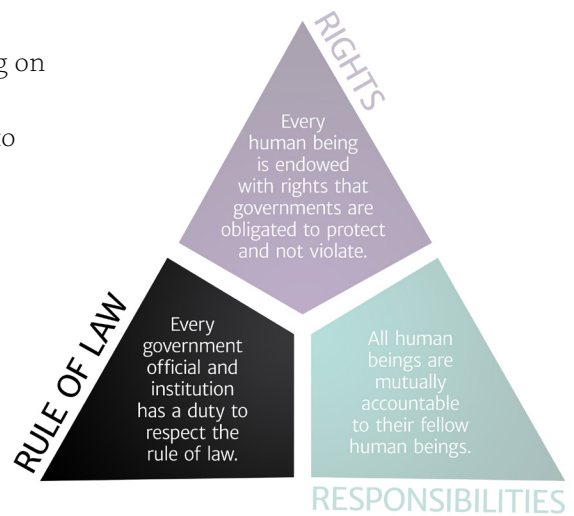 g on
to
RIGHTS
Every
human being
is endowed
with rights that
governments are
obligated to protect
and not violate.
RULE OF LAW
Every
government
official and
institution
has a duty to
respect the
rule of law.
All human
beings are
mutually
accountable
to their fellow
human beings.
RESPONSIBILITIES